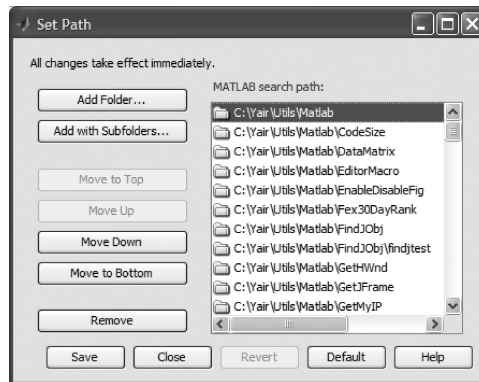 Set Path
All changes take effect immediately.
MATLAB search path:
Add Folder...
Add with Subfolders...
Move to Top
Move Up
Move Down
Move to Bottom
Remove
C:\Yair\Utils\Matlab
C:\Yair\Utils\Matlab\CodeSize
C:\Yair\Utils\Matlab\DataMatrix
C:\Yair\Utils\Matlab\EditorMacro
C:\Yair\Utils\Matlab\EnableDisableFig
C:\Yair\Utils\Matlab\Fex30DayRank
C:\Yair\Utils\Matlab\FindJObj
C:\Yair\Utils\Matlab\FindJObj\findjtest
C:\Yair\Utils\Matlab\GetHWnd
C:\Yair\Utils\Matlab\GetJFrame
C:\Yair\Utils\Matlab\GetMyIP
Save Close Revert Default Help